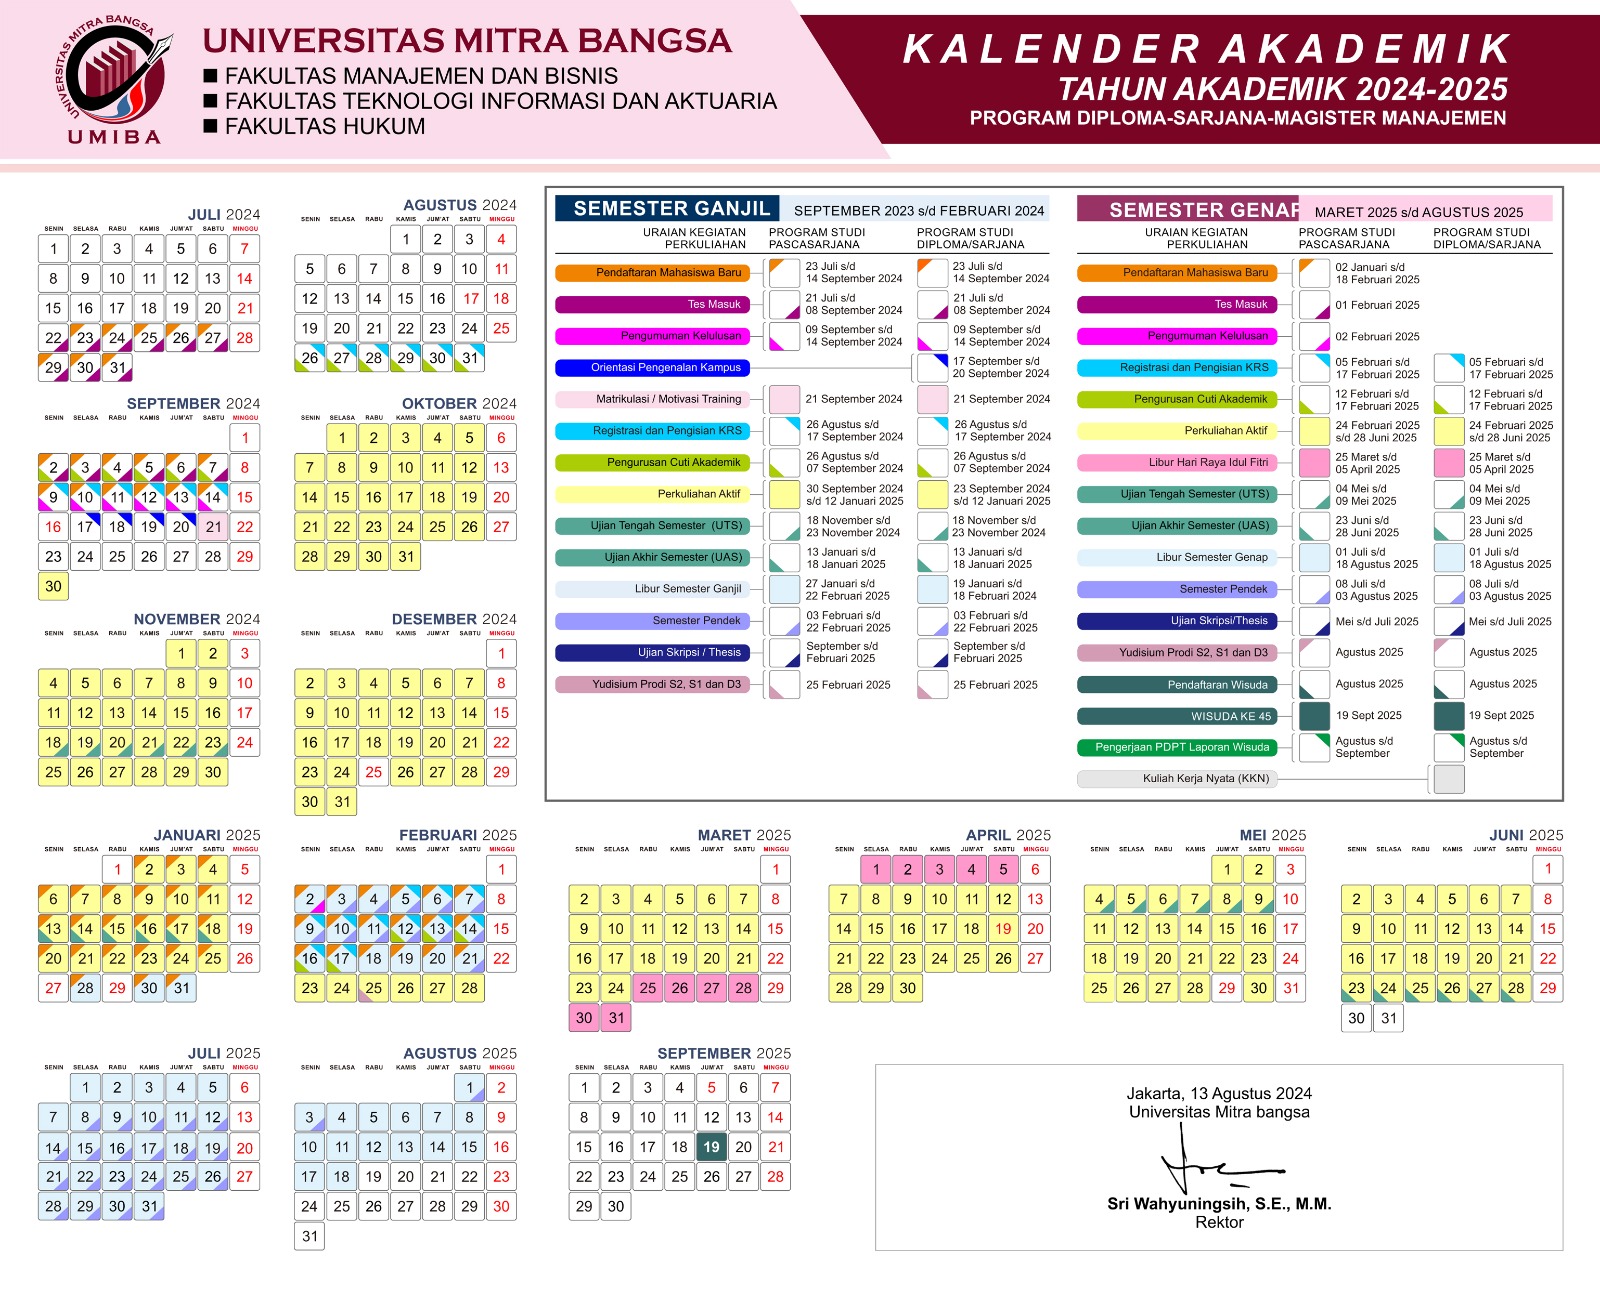 UNIVERSITAS MITRA BANGSA
UMIBA
UNIVERSITAS MITRA BANGSA
FAKULTAS MANAJEMEN DAN BISNIS
FAKULTAS TEKNOLOGI INFORMASI DAN AKTUARIA
FAKULTAS HUKUM
KALENDER AKADEMIK
TAHUN AKADEMIK 2024-2025
PROGRAM DIPLOMA-SARJANA-MAGISTER MANAJEMEN
JULI 2024
SENIN SELASA RABU KAMIS JUM'AT SABTU MINGGU
1 2 3 4 5 6 7
8 9 10 11 12 13 14
15 16 17 18 19 20 21
22 23 24 25 26 27 28
29 30 31
AGUSTUS 2024
SENIN SELASA RABU KAMIS JUM'AT SABTU MINGGU
1 2 3 4
5 6 7 8 9 10 11
12 13 14 15 16 17 18
19 20 21 22 23 24 25
26 27 28 29 30 31
SEPTEMBER 2024
SENIN SELASA RABU KAMIS JUM'AT SABTU MINGGU
1
2 3 4 5 6 7 8
9 10 11 12 13 14 15
16 17 18 19 20 21 22
23 24 25 26 27 28 29
30
OKTOBER 2024
SENIN SELASA RABU KAMIS JUM'AT SABTU MINGGU
1 2 3 4 5 6
7 8 9 10 11 12 13
14 15 16 17 18 19 20
21 22 23 24 25 26 27
28 29 30 31
NOVEMBER 2024
SENIN SELASA RABU KAMIS JUM'AT SABTU MINGGU
1 2 3
4 5 6 7 8 9 10
11 12 13 14 15 16 17
18 19 20 21 22 23 24
25 26 27 28 29 30
DESEMBER 2024
SENIN SELASA RABU KAMIS JUM'AT SABTU MINGGU
1
2 3 4 5 6 7 8
9 10 11 12 13 14 15
16 17 18 19 20 21 22
23 24 25 26 27 28 29
30 31
SEMESTER GANJIL SEPTEMBER 2023 s/d FEBRUARI 2024
URAIAN KEGIATAN PROGRAM STUDI PROGRAM STUDI
PERKULIAHAN PASCASARJANA DIPLOMA/SARJANA
Pendaftaran Mahasiswa Baru 23 Juli s/d 14 September 2024 23 Juli s/d 14 September 2024
Tes Masuk 21 Juli s/d 08 September 2024 21 Juli s/d 08 September 2024
Pengumuman Kelulusan 09 September s/d 14 September 2024 09 September s/d 14 September 2024
Orientasi Pengenalan Kampus 17 September s/d 20 September 2024
Matrikulasi / Motivasi Training 21 September 2024 21 September 2024
Registrasi dan Pengisian KRS 26 Agustus s/d 17 September 2024 26 Agustus s/d 17 September 2024
Pengurusan Cuti Akademik 26 Agustus s/d 07 September 2024 26 Agustus s/d 07 September 2024
Perkuliahan Aktif 30 September 2024 s/d 12 Januari 2025 23 September 2024 s/d 12 Januari 2025
Ujian Tengah Semester (UTS) 18 November s/d 23 November 2024 18 November s/d 23 November 2024
Ujian Akhir Semester (UAS) 13 Januari s/d 18 Januari 2025 13 Januari s/d 18 Januari 2025
Libur Semester Ganjil 27 Januari s/d 22 Februari 2025 19 Januari s/d 18 Februari 2024
Semester Pendek 03 Februari s/d 22 Februari 2025 03 Februari s/d 22 Februari 2025
Ujian Skripsi / Thesis September s/d Februari 2025 September s/d Februari 2025
Yudisium Prodi S2, S1 dan D3 25 Februari 2025 25 Februari 2025
SEMESTER GENAP MARET 2025 s/d AGUSTUS 2025
URAIAN KEGIATAN PROGRAM STUDI PROGRAM STUDI
PERKULIAHAN PASCASARJANA DIPLOMA/SARJANA
Pendaftaran Mahasiswa Baru 02 Januari s/d 18 Februari 2025
Tes Masuk 01 Februari 2025
Pengumuman Kelulusan 02 Februari 2025
Registrasi dan Pengisian KRS 05 Februari s/d 17 Februari 2025 05 Februari s/d 17 Februari 2025
Pengurusan Cuti Akademik 12 Februari s/d 17 Februari 2025 12 Februari s/d 17 Februari 2025
Perkuliahan Aktif 24 Februari 2025 s/d 28 Juni 2025 24 Februari 2025 s/d 28 Juni 2025
Libur Hari Raya Idul Fitri 25 Maret s/d 05 April 2025 25 Maret s/d 05 April 2025
Ujian Tengah Semester (UTS) 04 Mei s/d 09 Mei 2025 04 Mei s/d 09 Mei 2025
Ujian Akhir Semester (UAS) 23 Juni s/d 28 Juni 2025 23 Juni s/d 28 Juni 2025
Libur Semester Genap 01 Juli s/d 18 Agustus 2025 01 Juli s/d 18 Agustus 2025
Semester Pendek 08 Juli s/d 03 Agustus 2025 08 Juli s/d 03 Agustus 2025
Ujian Skripsi/Thesis Mei s/d Juli 2025 Mei s/d Juli 2025
Yudisium Prodi S2, S1 dan D3 Agustus 2025 Agustus 2025
Pendaftaran Wisuda Agustus 2025 Agustus 2025
WISUDA KE 45 19 Sept 2025 19 Sept 2025
Pengerjaan PDPT Laporan Wisuda Agustus s/d September Agustus s/d September
Kuliah Kerja Nyata (KKN)
JANUARI 2025
SENIN SELASA RABU KAMIS JUM'AT SABTU MINGGU
1 2 3 4 5
6 7 8 9 10 11 12
13 14 15 16 17 18 19
20 21 22 23 24 25 26
27 28 29 30 31
FEBRUARI 2025
SENIN SELASA RABU KAMIS JUM'AT SABTU MINGGU
1
2 3 4 5 6 7 8
9 10 11 12 13 14 15
16 17 18 19 20 21 22
23 24 25 26 27 28
MARET 2025
SENIN SELASA RABU KAMIS JUM'AT SABTU MINGGU
1
2 3 4 5 6 7 8
9 10 11 12 13 14 15
16 17 18 19 20 21 22
23 24 25 26 27 28 29
30 31
APRIL 2025
SENIN SELASA RABU KAMIS JUM'AT SABTU MINGGU
1 2 3 4 5 6
7 8 9 10 11 12 13
14 15 16 17 18 19 20
21 22 23 24 25 26 27
28 29 30
MEI 2025
SENIN SELASA RABU KAMIS JUM'AT SABTU MINGGU
1 2 3
4 5 6 7 8 9 10
11 12 13 14 15 16 17
18 19 20 21 22 23 24
25 26 27 28 29 30 31
JUNI 2025
SENIN SELASA RABU KAMIS JUM'AT SABTU MINGGU
1
2 3 4 5 6 7 8
9 10 11 12 13 14 15
16 17 18 19 20 21 22
23 24 25 26 27 28 29
30 31
JULI 2025
SENIN SELASA RABU KAMIS JUM'AT SABTU MINGGU
1 2 3 4 5 6
7 8 9 10 11 12 13
14 15 16 17 18 19 20
21 22 23 24 25 26 27
28 29 30 31
AGUSTUS 2025
SENIN SELASA RABU KAMIS JUM'AT SABTU MINGGU
1 2
3 4 5 6 7 8 9
10 11 12 13 14 15 16
17 18 19 20 21 22 23
24 25 26 27 28 29 30
31
SEPTEMBER 2025
SENIN SELASA RABU KAMIS JUM'AT SABTU MINGGU
1 2 3 4 5 6 7
8 9 10 11 12 13 14
15 16 17 18 19 20 21
22 23 24 25 26 27 28
29 30
Jakarta, 13 Agustus 2024
Universitas Mitra bangsa
Sri Wahyuningsih, S.E., M.M.
Rektor